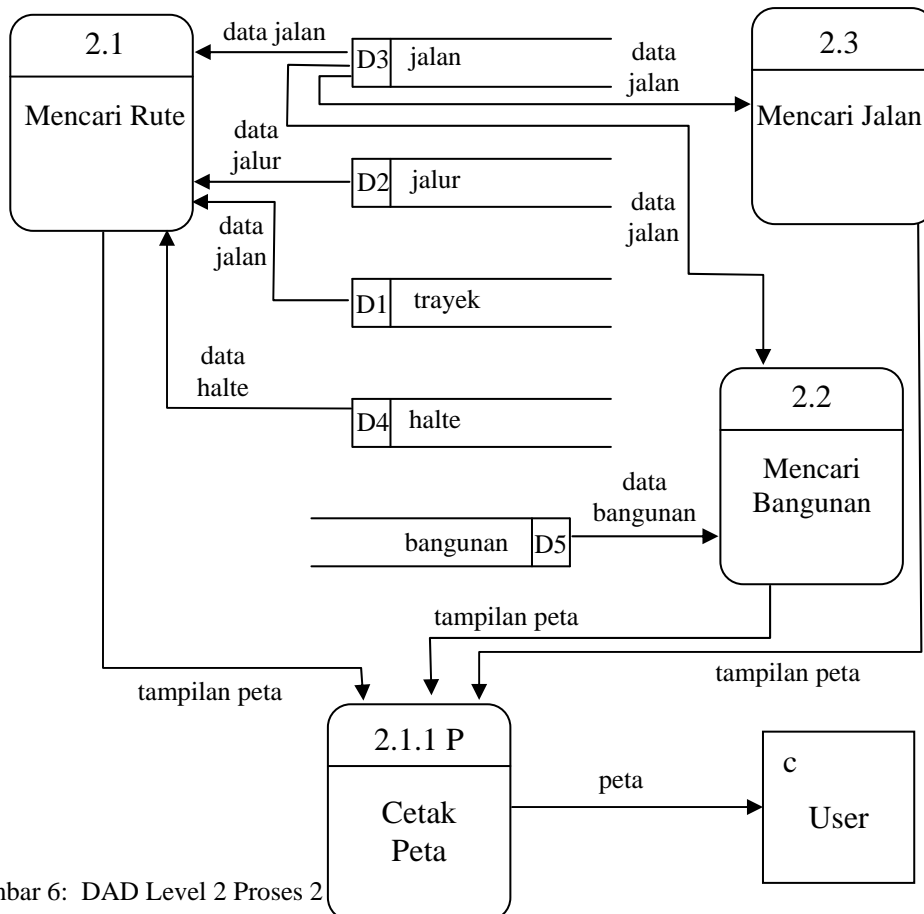 2.1
Mencari Rute
data jalan
D3 jalan
data
jalan
2.3
Mencari Jalan
data
jalur
D2 jalur
data
jalan
data
jalan
D1 trayek
data
halte
D4 halte
2.2
Mencari
Bangunan
data
bangunan
bangunan D5
tampilan peta
tampilan peta
tampilan peta
2.1.1 P
Cetak
Peta
peta
c
User
nbar 6: DAD Level 2 Proses 2